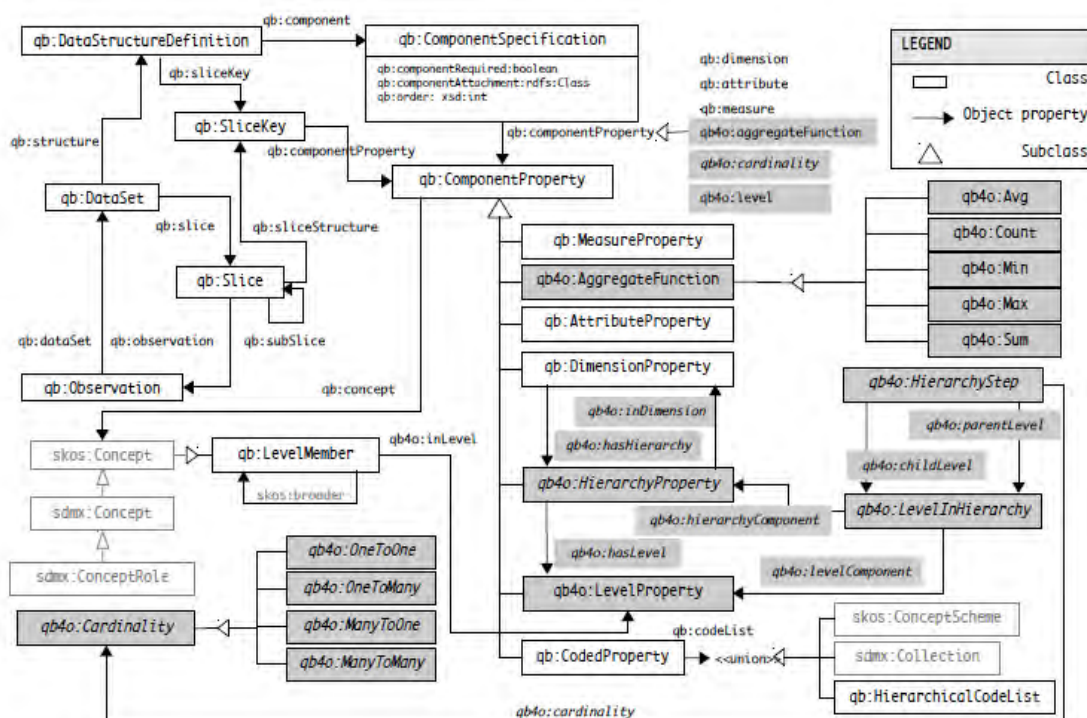 qb:component
qb:DataStructureDefinition
qb:ComponentSpecification
qb:componentRequired:boolean
qb:componentAttachment:rdfs:Class
qb:order: xsd:int
LEGEND
Class
Object property
Subclass
qb:dimension
qb:attribute
qb:measure
qb4o:aggregateFunction
qb4o:cardinality
qb4o:level
qb:sliceKey
qb:SliceKey
qb:structure
qb:componentProperty
qb:componentProperty
qb:ComponentProperty
qb:DataSet
qb:slice
qb:sliceStructure
qb:Slice
qb:subSlice
qb:dataSet
qb:observation
qb:Observation
qb:concept
qb:MeasureProperty
qb4o:AggregateFunction
qb:AttributeProperty
qb:DimensionProperty
qb4o:Avg
qb4o:Count
qb4o:Min
qb4o:Max
qb4o:Sum
qb4o:HierarchyStep
qb4o:inDimension
qb4o:parentLevel
qb4o:hasHierarchy
qb4o:childLevel
skos:Concept
qb:LevelMember
qb4o:inLevel
skos:broader
qb4o:HierarchyProperty
qb4o:LevelInHierarchy
qb4o:hierarchyComponent
sdmx:Concept
qb4o:hasLevel
qb4o:levelComponent
sdmx:ConceptRole
qb4o:OneToOne
qb4o:OneToMany
qb4o:ManyToOne
qb4o:ManyToMany
qb4o:Cardinality
qb4o:LevelProperty
qb:codeList
qb:CodedProperty
<<union>>
skos:ConceptScheme
sdmx:Collection
qb:HierarchicalCodeList
qb4o:cardinality